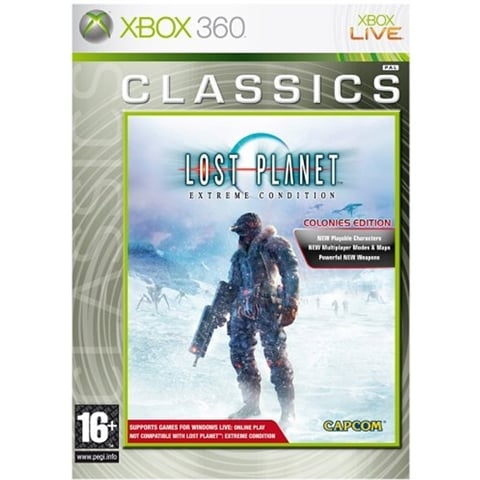 XBOX 360
XBOX
LIVE
PAL
CLASSICS
CLASSICS
LOST PLANET™
EXTREME CONDITION
COLONIES EDITION
NEW Playable Characters
NEW Multiplayer Modes & Maps
Powerful NEW Weapons
16+
www.pegi.info
SUPPORTS GAMES FOR WINDOWS LIVE: ONLINE PLAY
NOT COMPATIBLE WITH LOST PLANET™: EXTREME CONDITION
CAPCOM